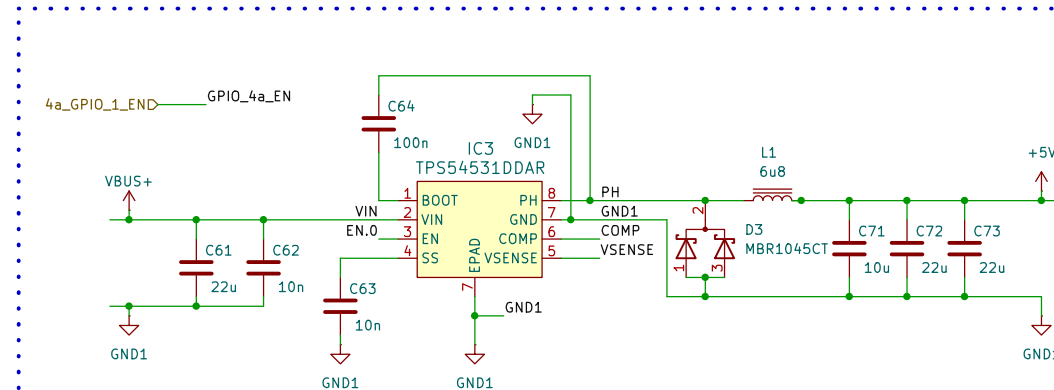 4a_GPIO_1_EN
GPIO_4a_EN
C64
100n
GND1
IC3
TPS54531DDAR
L1
6u8
+5V
VBUS+
VIN
EN.0
1
2
3
4
BOOT
VIN
EN
SS
EPAD
PH
GND
COMP
VSENSE
8
7
6
5
PH
GND1
COMP
VSENSE
7
GND1
2
1
3
D3
MBR1045CT
C71
10u
C72
22u
C73
22u
C61
22u
C62
10n
C63
10n
GND1
GND1
GND1
GND1